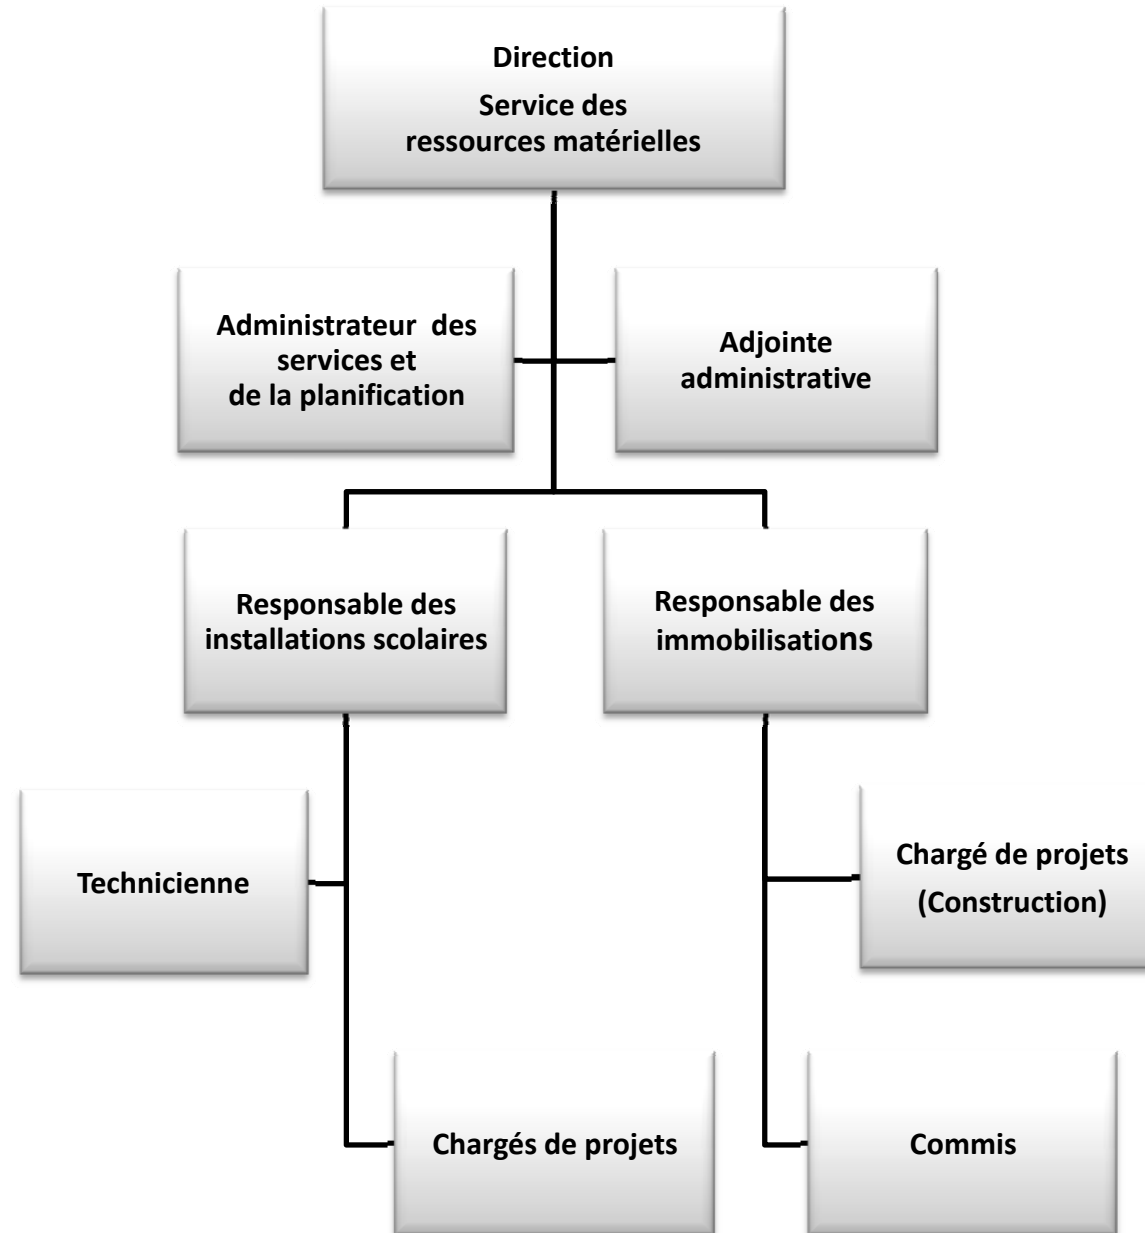 Direction
Service des
ressources matérielles
Administrateur des
services et
de la planification
Adjointe
administrative
Responsable des
installations scolaires
Responsable des
immobilisations
Technicienne
Chargé de projets
(Construction)
Chargés de projets
Commis